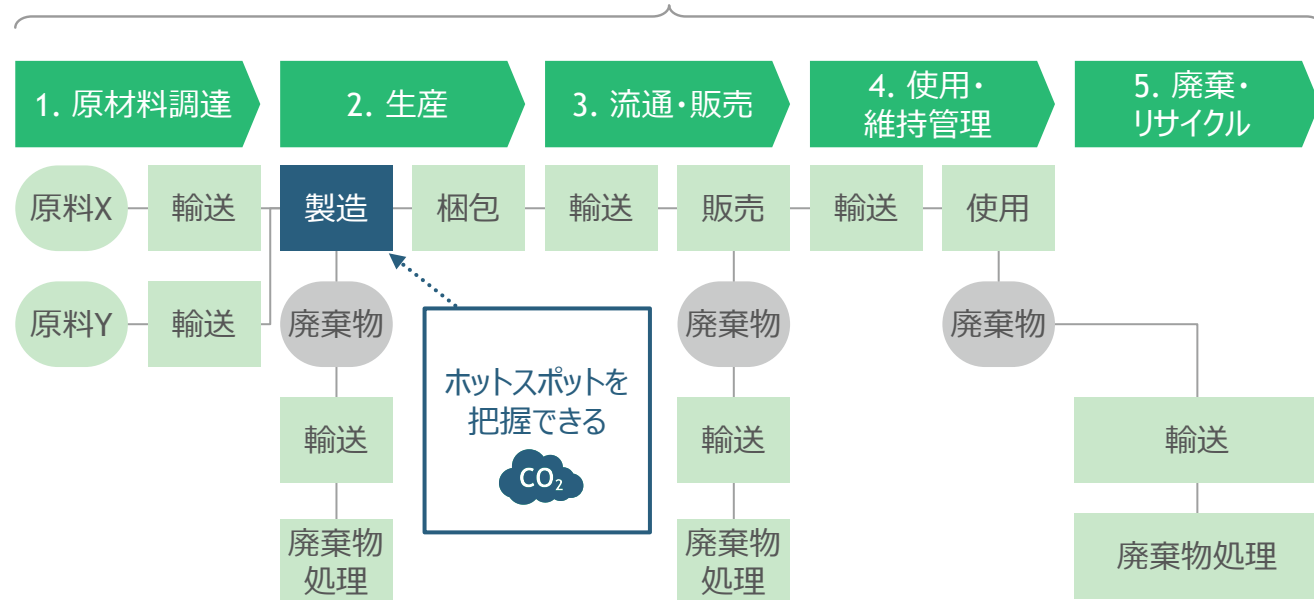 1. 原材料調達
2. 生産
3. 流通・販売
4. 使用・
維持管理
5. 廃棄・
リサイクル
原料X
輸送
製造
梱包
輸送
販売
輸送
使用
原料Y
輸送
廃棄物
廃棄物
廃棄物
ホットスポットを
把握できる
CO₂
輸送
輸送
輸送
廃棄物
処理
廃棄物
処理
廃棄物処理